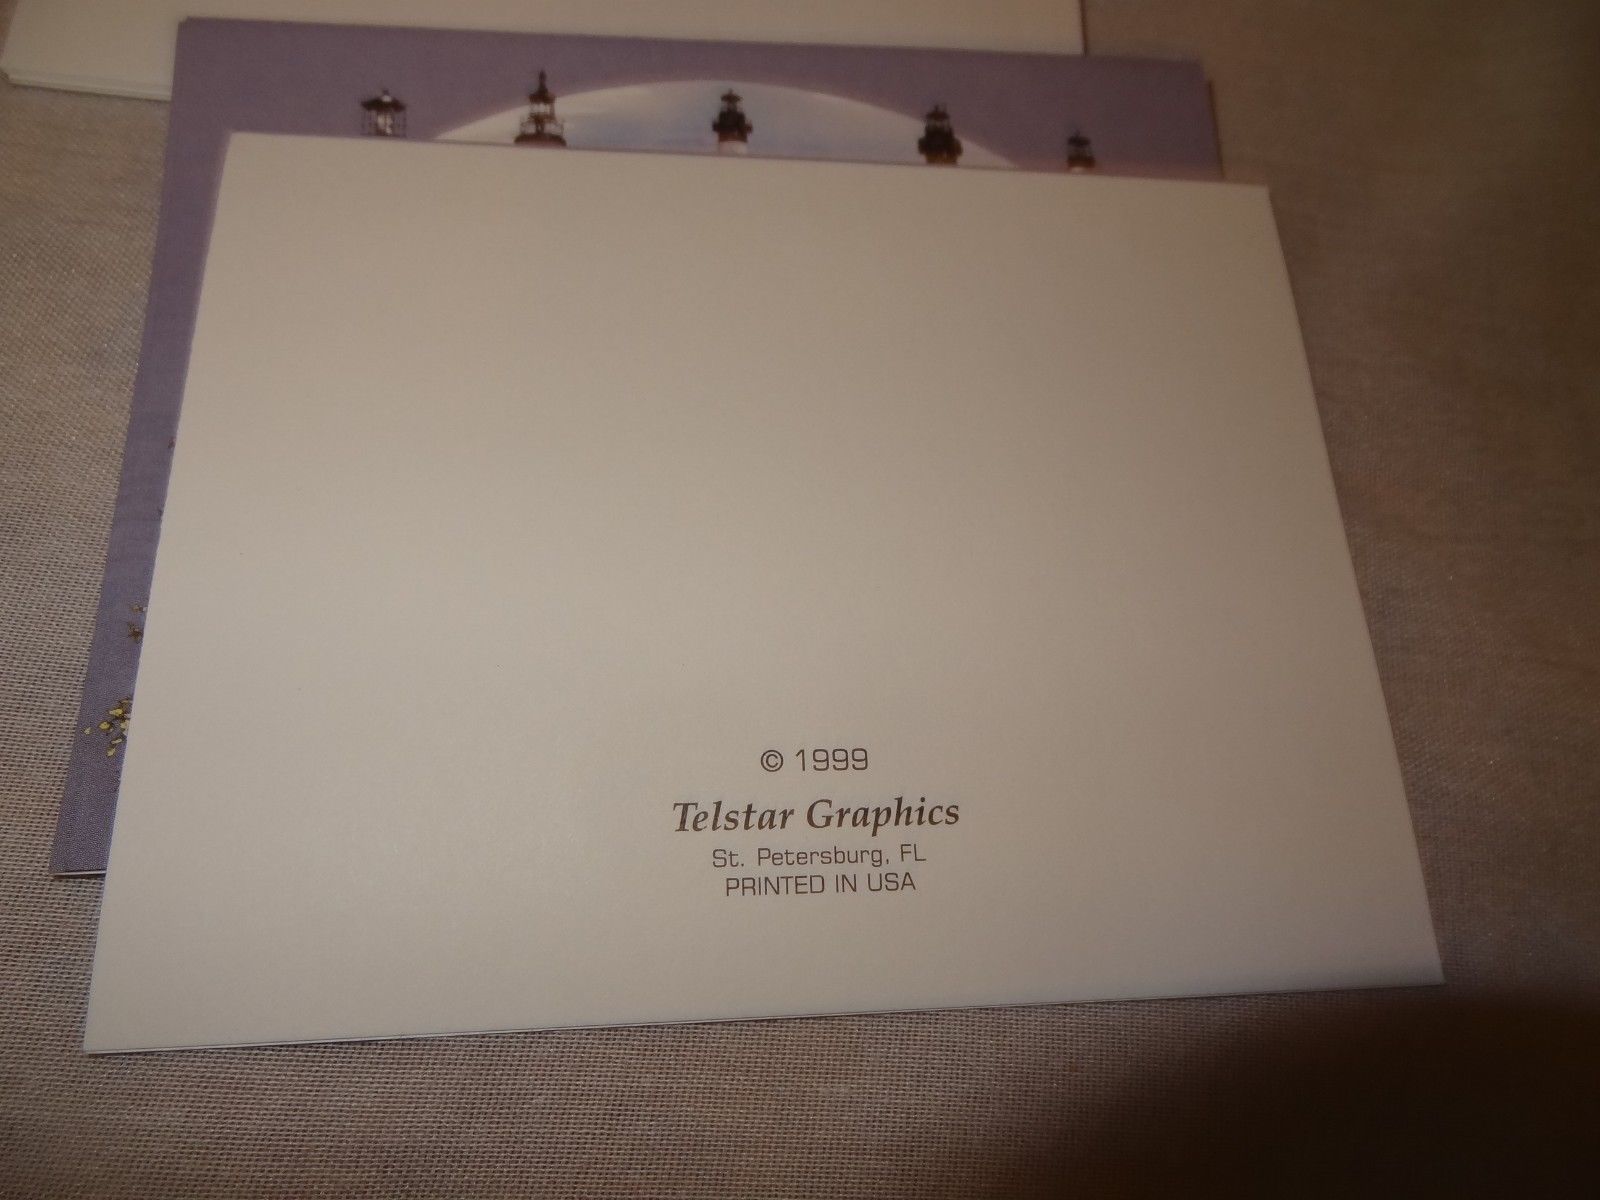 © 1999
Telstar Graphics
St. Petersburg, FL
PRINTED IN USA